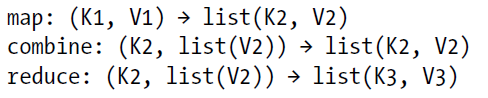 map: (K1, V1) → list(K2, V2)
combine: (K2, list(V2)) → list(K2, V2)
reduce: (K2, list(V2)) → list(K3, V3)